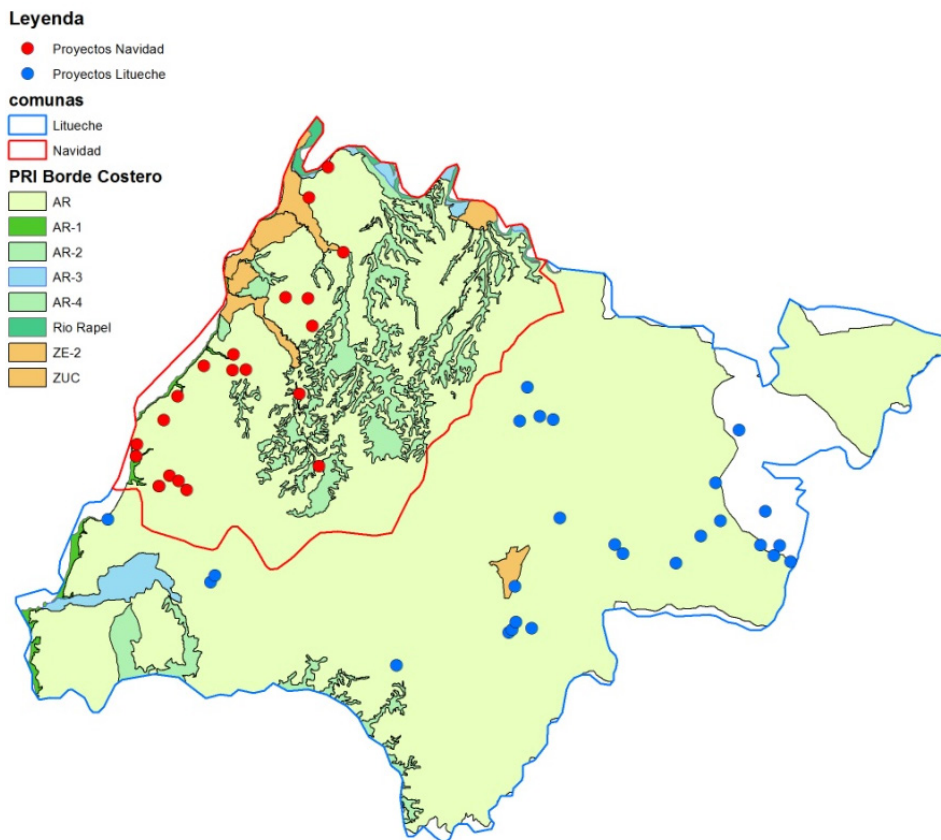 Leyenda
Proyectos Navidad
Proyectos Litueche
comunas
Litueche
Navidad
PRI Borde Costero
AR
AR-1
AR-2
AR-3
AR-4
Rio Rapel
ZE-2
ZUC